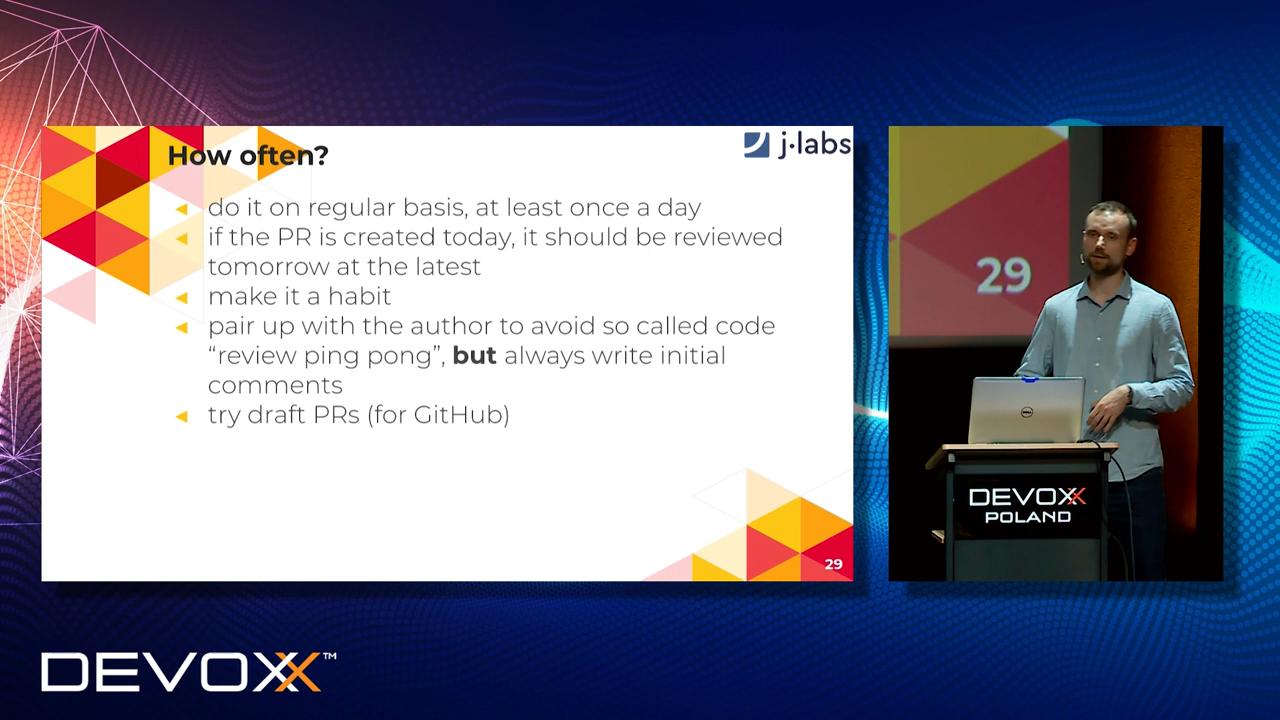 How often?
j·labs
do it on regular basis, at least once a day
if the PR is created today, it should be reviewed
tomorrow at the latest
make it a habit
pair up with the author to avoid so called code
“review ping pong”, but always write initial
comments
try draft PRs (for GitHub)
29
29
DELL
DEVOXX
POLAND
DEVOXX™